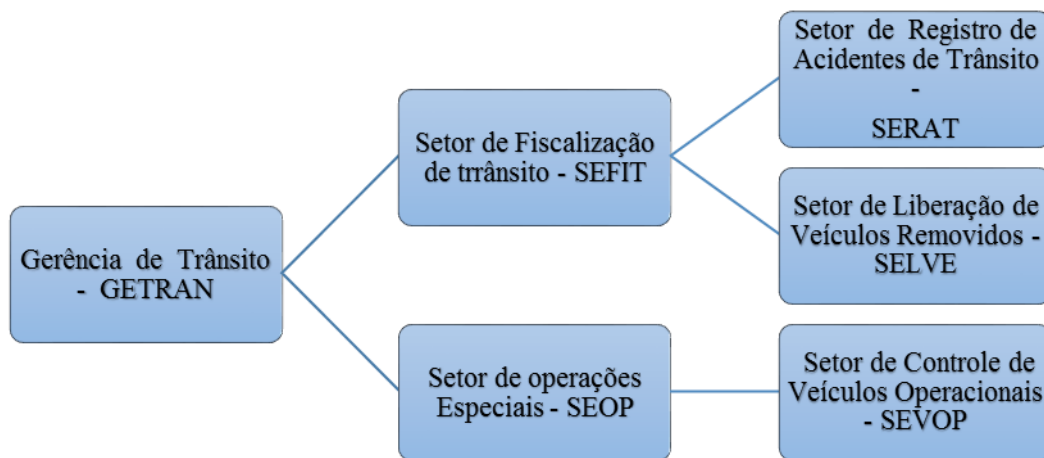 Gerência de Trânsito
- GETRAN
Setor de Fiscalização
de trrânsito - SEFIT
Setor de Registro de
Acidentes de Trânsito
-
SERAT
Setor de Liberação de
Veículos Removidos -
SELVE
Setor de operações
Especiais - SEOP
Setor de Controle de
Veículos Operacionais
- SEVOP